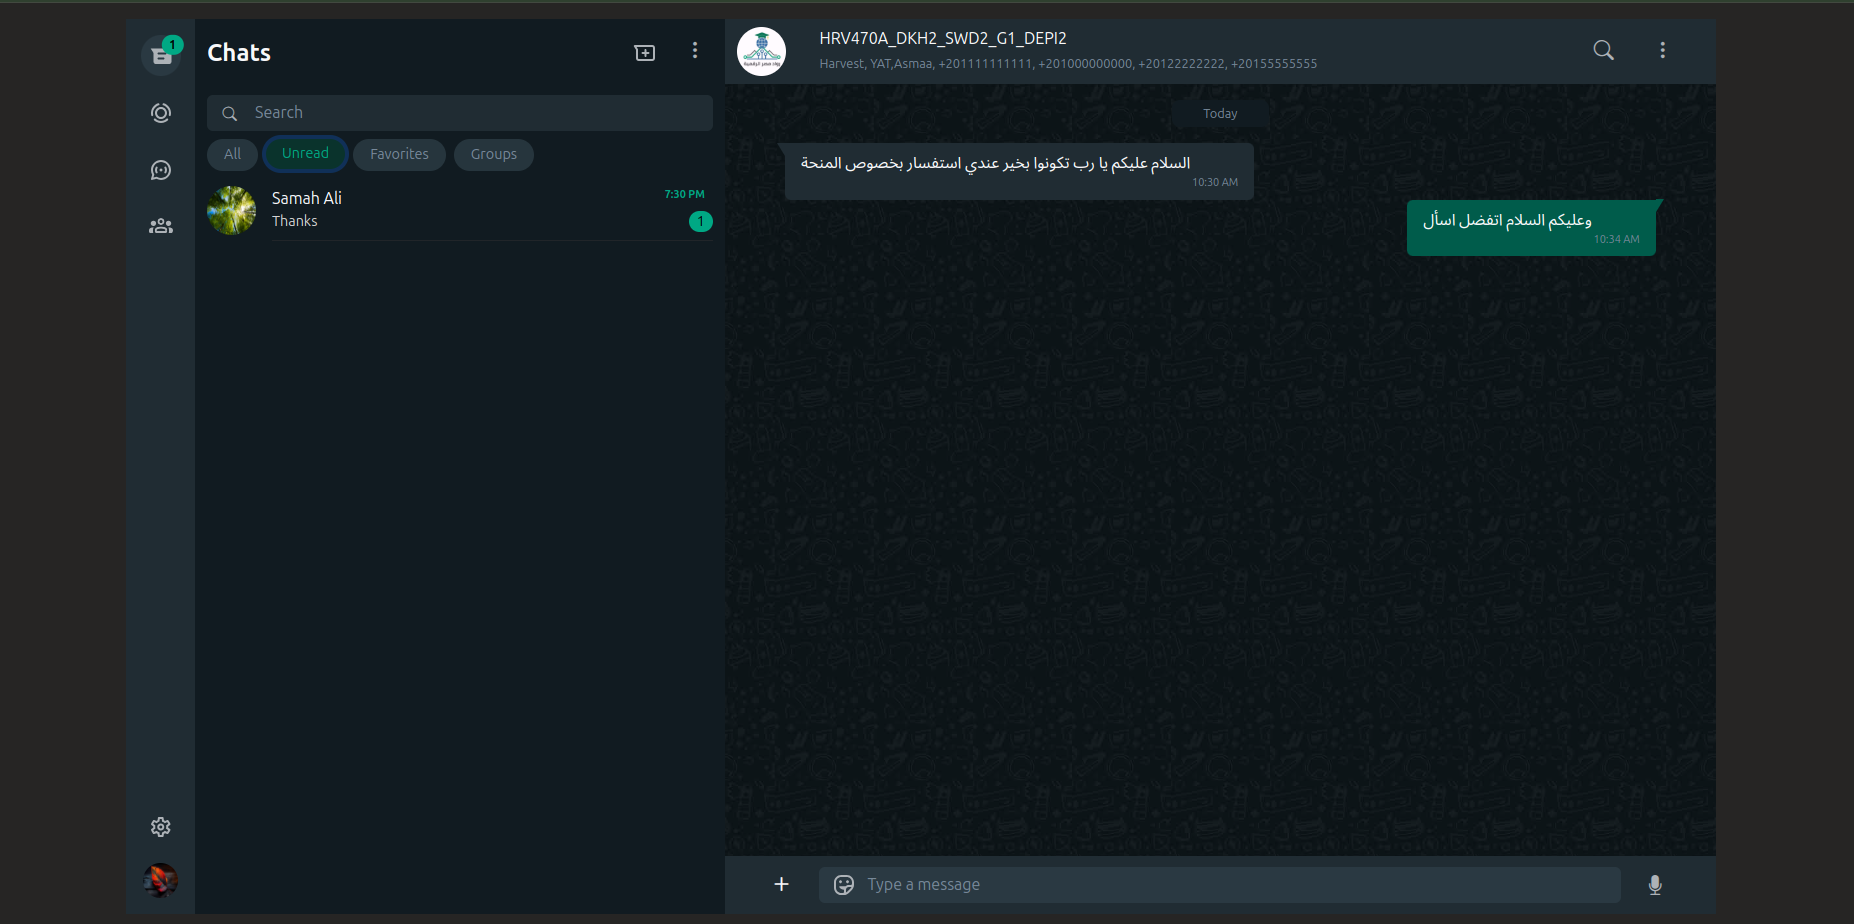 1
Chats
Search
All
Unread
Favorites
Groups
Samah Ali
7:30 PM
Thanks
1
HRV470A_DKH2_SWD2_G1_DEPI2
Harvest, YAT,Asmaa, +201111111111, +201000000000, +20122222222, +20155555555
Today
السلام عليكم يا رب تكونوا بخير عندي استفسار بخصوص المنحة
10:30 AM
وعليكم السلام اتفضل اسأل
10:34 AM
Type a message